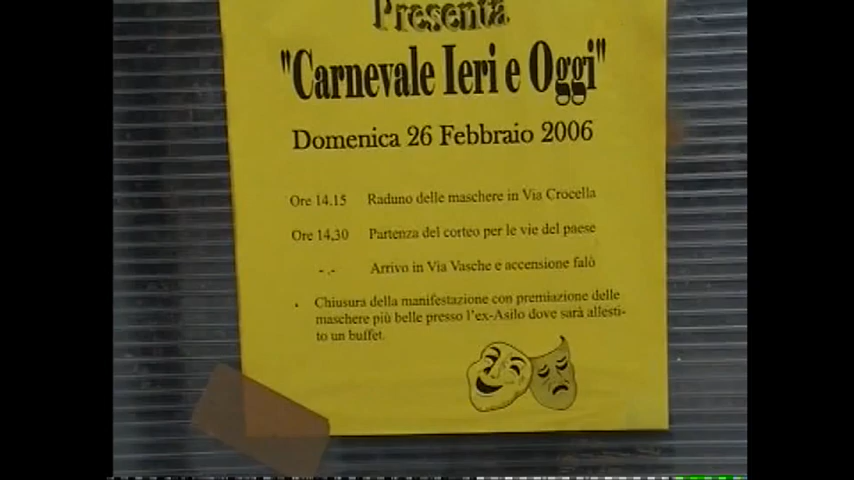 Presenta
"Carnevale Ieri e Oggi"
Domenica 26 Febbraio 2006
Ore 14.15 Raduno delle maschere in Via Crocella
Ore 14,30 Partenza del corteo per le vie del paese
-.- Arrivo in Via Vasche e accensione falò
• Chiusura della manifestazione con premiazione delle
maschere più belle presso l'ex-Asilo dove sarà allesti-
to un buffet.